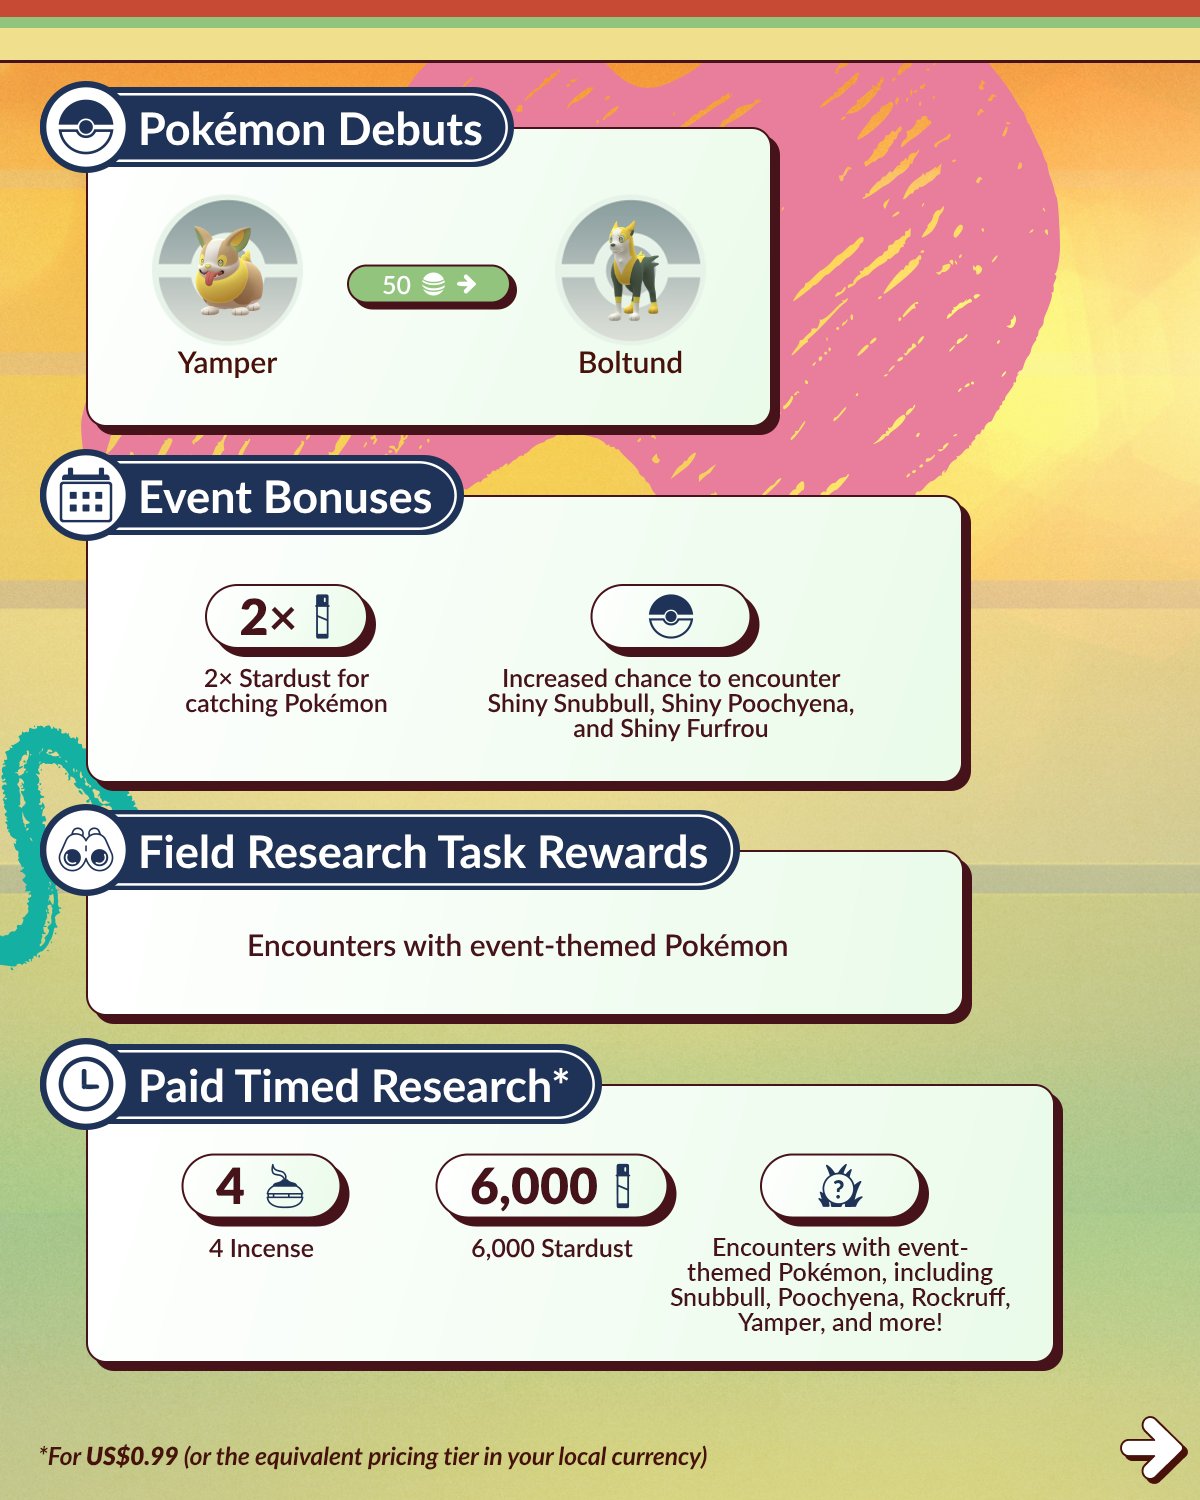 Pokémon Debuts
50
Yamper
Boltund
Event Bonuses
2×
2× Stardust for
catching Pokémon
Increased chance to encounter
Shiny Snubbull, Shiny Poochyena,
and Shiny Furfrou
Field Research Task Rewards
Encounters with event-themed Pokémon
Paid Timed Research*
4
4 Incense
6,000
6,000 Stardust
?
Encounters with event-
themed Pokémon, including
Snubbull, Poochyena, Rockruff,
Yamper, and more!
*For US$0.99 (or the equivalent pricing tier in your local currency)